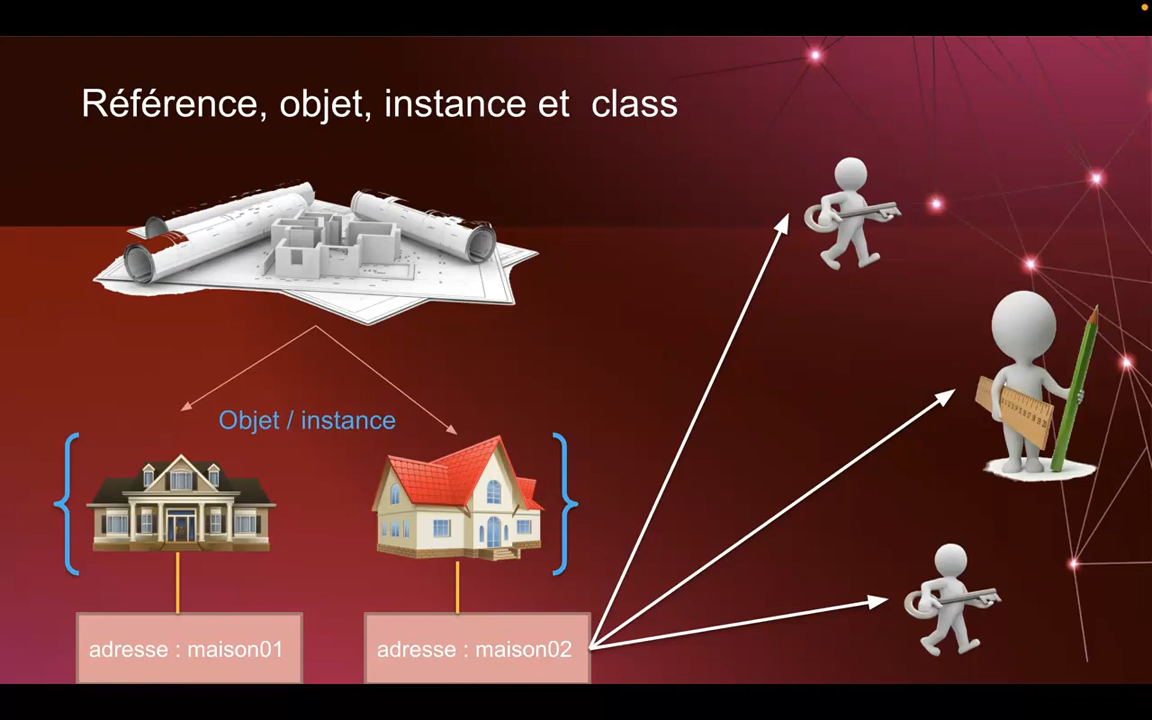 Référence, objet, instance et  class
Objet / instance
adresse : maison01
adresse : maison02